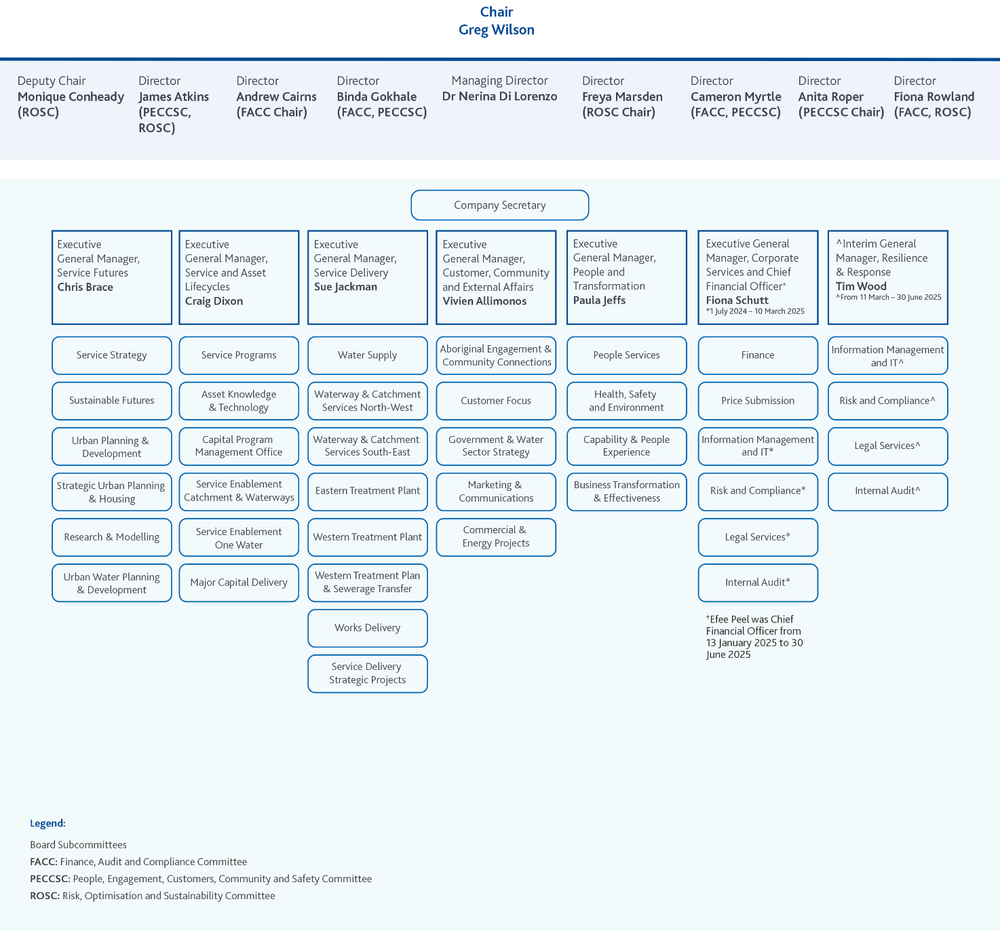 Chair
Greg Wilson
Deputy Chair
Monique Conheady
(ROSC)
Director
James Atkins
(PECCSC,
ROSC)
Director
Andrew Cairns
(FACC Chair)
Director
Binda Gokhale
(FACC, PECCSC)
Managing Director
Dr Nerina Di Lorenzo
Director
Freya Marsden
(ROSC Chair)
Director
Cameron Myrtle
(FACC, PECCSC)
Director
Anita Roper
(PECCSC Chair)
Director
Fiona Rowland
(FACC, ROSC)
Company Secretary
Executive
General Manager,
Service Futures
Chris Brace
Service Strategy
Sustainable Futures
Urban Planning &
Development
Strategic Urban Planning
& Housing
Research & Modelling
Urban Water Planning
& Development
Executive
General Manager,
Service and Asset
Lifecycles
Craig Dixon
Service Programs
Asset Knowledge
& Technology
Capital Program
Management Office
Service Enablement
Catchment & Waterways
Service Enablement
One Water
Major Capital Delivery
Executive
General Manager,
Service Delivery
Sue Jackman
Water Supply
Waterway & Catchment
Services North-West
Waterway & Catchment
Services South-East
Eastern Treatment Plant
Western Treatment Plant
Western Treatment Plan
& Sewerage Transfer
Works Delivery
Service Delivery
Strategic Projects
Executive
General Manager,
Customer, Community
and External Affairs
Vivien Allimonos
Aboriginal Engagement &
Community Connections
Customer Focus
Government & Water
Sector Strategy
Marketing &
Communications
Commercial &
Energy Projects
Executive
General Manager,
People and
Transformation
Paula Jeffs
People Services
Health, Safety
and Environment
Capability & People
Experience
Business Transformation
& Effectiveness
Executive General
Manager, Corporate
Services and Chief
Financial Officer⁺
Fiona Schutt
*1 July 2024 – 10 March 2025
Finance
Price Submission
Information Management
and IT*
Risk and Compliance*
Legal Services*
Internal Audit*
⁺Efee Peel was Chief
Financial Officer from
13 January 2025 to 30
June 2025
^Interim General
Manager, Resilience
& Response
Tim Wood
^From 11 March – 30 June 2025
Information Management
and IT^
Risk and Compliance^
Legal Services^
Internal Audit^
Legend:
Board Subcommittees
FACC: Finance, Audit and Compliance Committee
PECCSC: People, Engagement, Customers, Community and Safety Committee
ROSC: Risk, Optimisation and Sustainability Committee